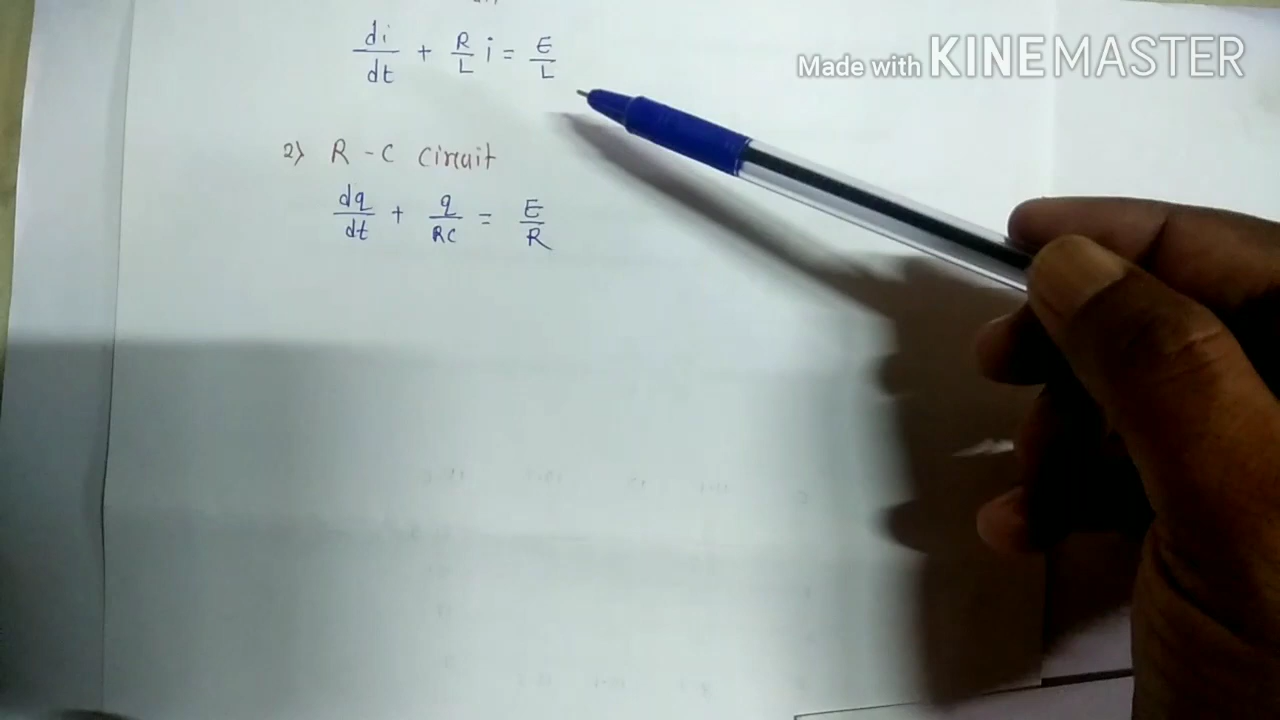 Made with KINEMASTER
di/dt + R/L i = E/L
2) R-C Circuit
dq/dt + q/RC = E/R